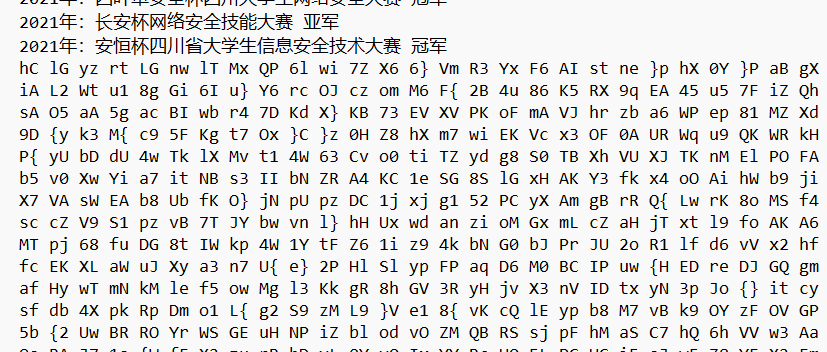 2021年：长安杯网络安全技能大赛 亚军
2021年：安恒杯四川省大学生信息安全技术大赛 冠军
hC lG yz rt LG nw lT Mx QP 6l wi 7Z X6 6} Vm R3 Yx F6 AI st ne }p hX 0Y }P aB gX
iA L2 Wt u1 8g Gi 6I u} Y6 rc OJ cz om M6 F{ 2B 4u 86 K5 RX 9q EA 45 u5 7F iZ Qh
sA O5 aA 5g ac BI wb r4 7D Kd X} KB 73 EV XV PK oF mA VJ hr zb a6 WP ep 81 MZ Xd
9D {y k3 M{ c9 5F Kg t7 Ox }C }z 0H Z8 hX m7 wi EK Vc x3 OF 0A UR Wq u9 QK WR kH
P{ yU bD dU 4w Tk lX Mv t1 4W 63 Cv o0 ti TZ yd g8 S0 TB Xh VU XJ TK nM El PO FA
b5 v0 Xw Yi a7 it NB s3 II bN ZR A4 KC 1e SG 8S lG xH AK Y3 fk x4 oO Ai hW b9 ji
X7 VA sW EA b8 Ub fK O} jN pU pz DC 1j xj g1 52 PC yX Am gB rR Q{ Lw rK 8o MS f4
sc cZ V9 S1 pz vB 7T JY bw vn l} hH Ux wd an zi oM Gx mL cZ aH jT xt l9 fo AK A6
MT pj 68 fu DG 8t IW kp 4W 1Y tF Z6 1i z9 4k bN G0 bJ Pr JU 2o R1 lf d6 vV x2 hf
fc EK XL aW uJ Xy a3 n7 U{ e} 2P Hl Sl yp FP aq D6 M0 BC IP uw {H ED re DJ GQ gm
af Hy wT mN kM le f5 ow Mg l3 Kk gR 8h GV 3R yH jv X3 nV ID tx yN 3p Jo {} it cy
sf db 4X pk Rp Dm o1 L{ g2 S9 zM L9 }V e1 8{ vK cQ lE yp b8 M7 vB k9 OY zF OV GP
5b {2 Uw BR RO Yr WS GE uH NP iZ bl od vO ZM QB RS sj pF hM aS C7 hQ 6h VV w3 Aa